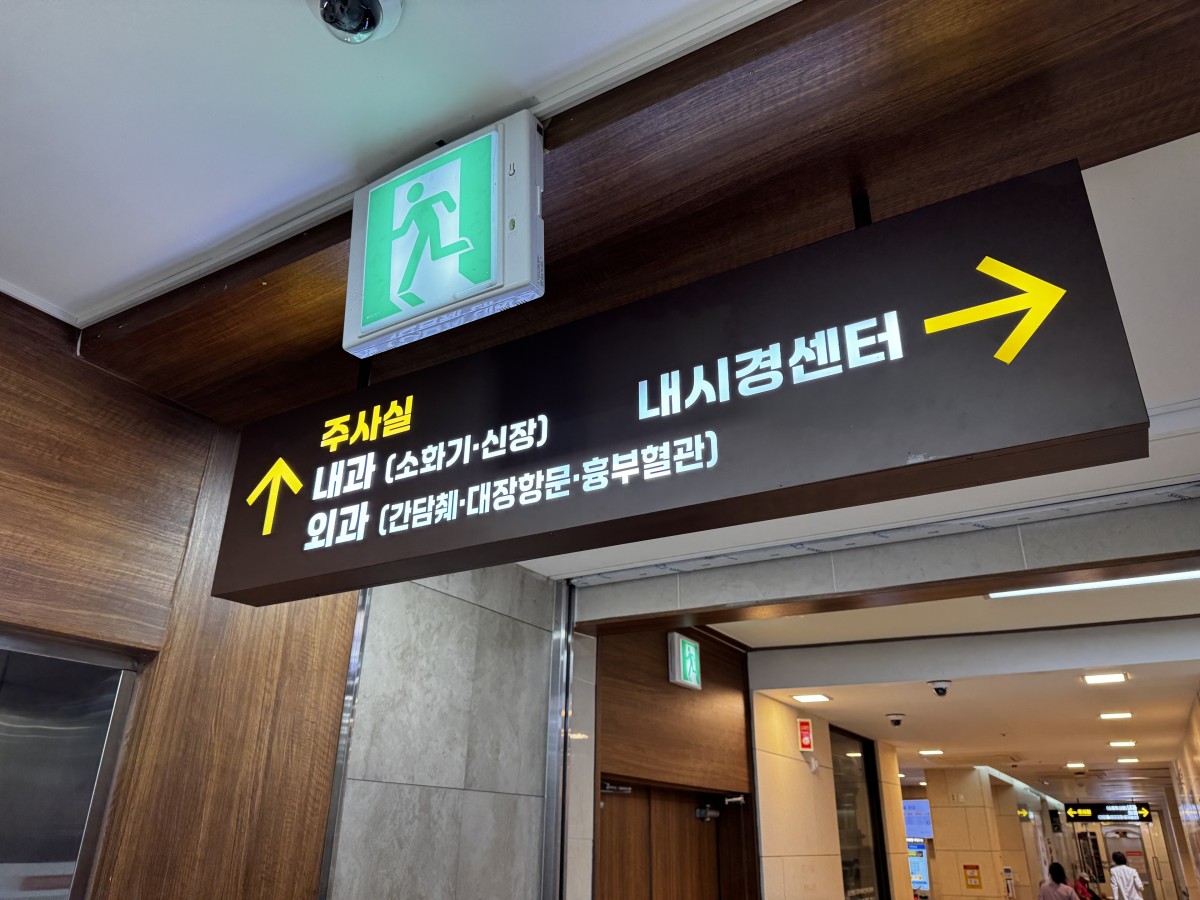 주사실
내과 (소화기·신장)
외과 (간담췌·대장항문·흉부혈관)
내시경센터